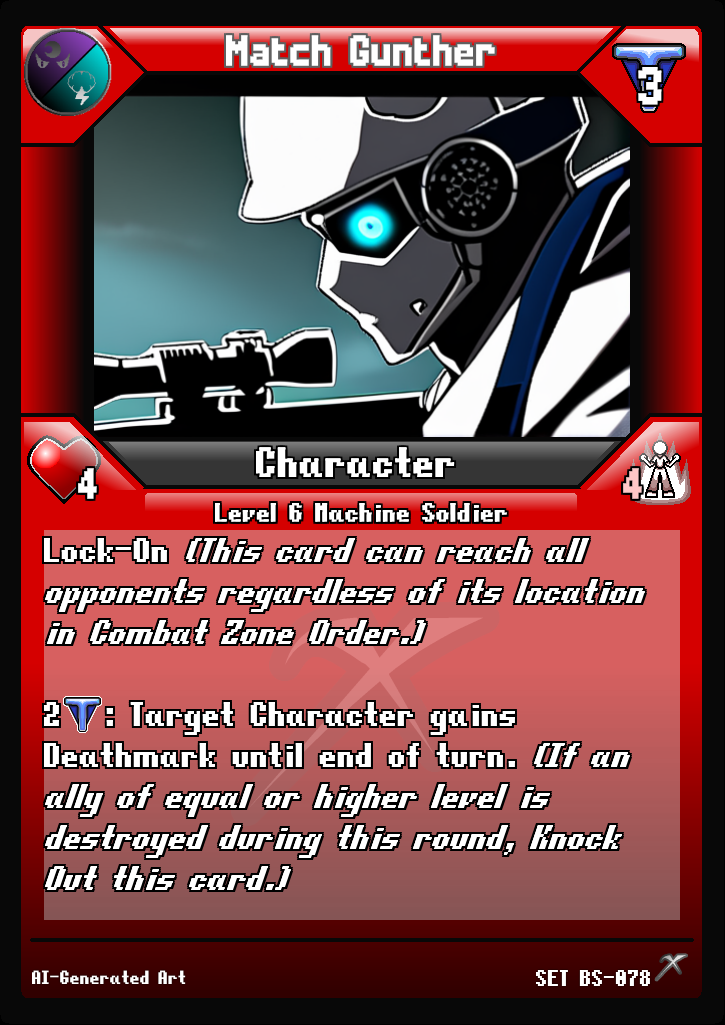 Match Gunther
3
4
Character
4
Level 6 Machine Soldier
Lock-On (This card can reach all
opponents regardless of its location
in Combat Zone Order.)
2 : Target Character gains
Deathmark until end of turn. (If an
ally of equal or higher level is
destroyed during this round, Knock
Out this card.)
AI-Generated Art
SET BS-078